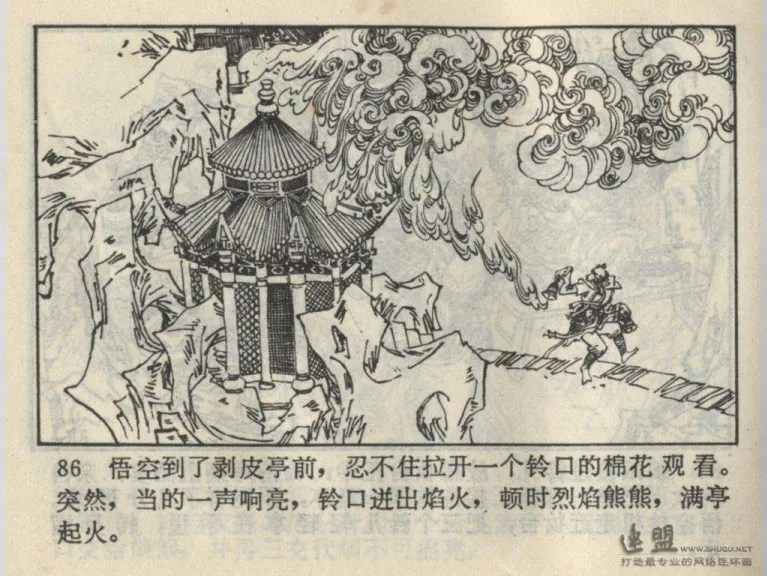 86 悟空到了剥皮亭前，忍不住拉开一个铃口的棉花观看。
突然，当的一声响亮，铃口迸出焰火，顿时烈焰熊熊，满亭
起火。
连盟 WWW.SHUQU.NET
打造最专业的网络连环画